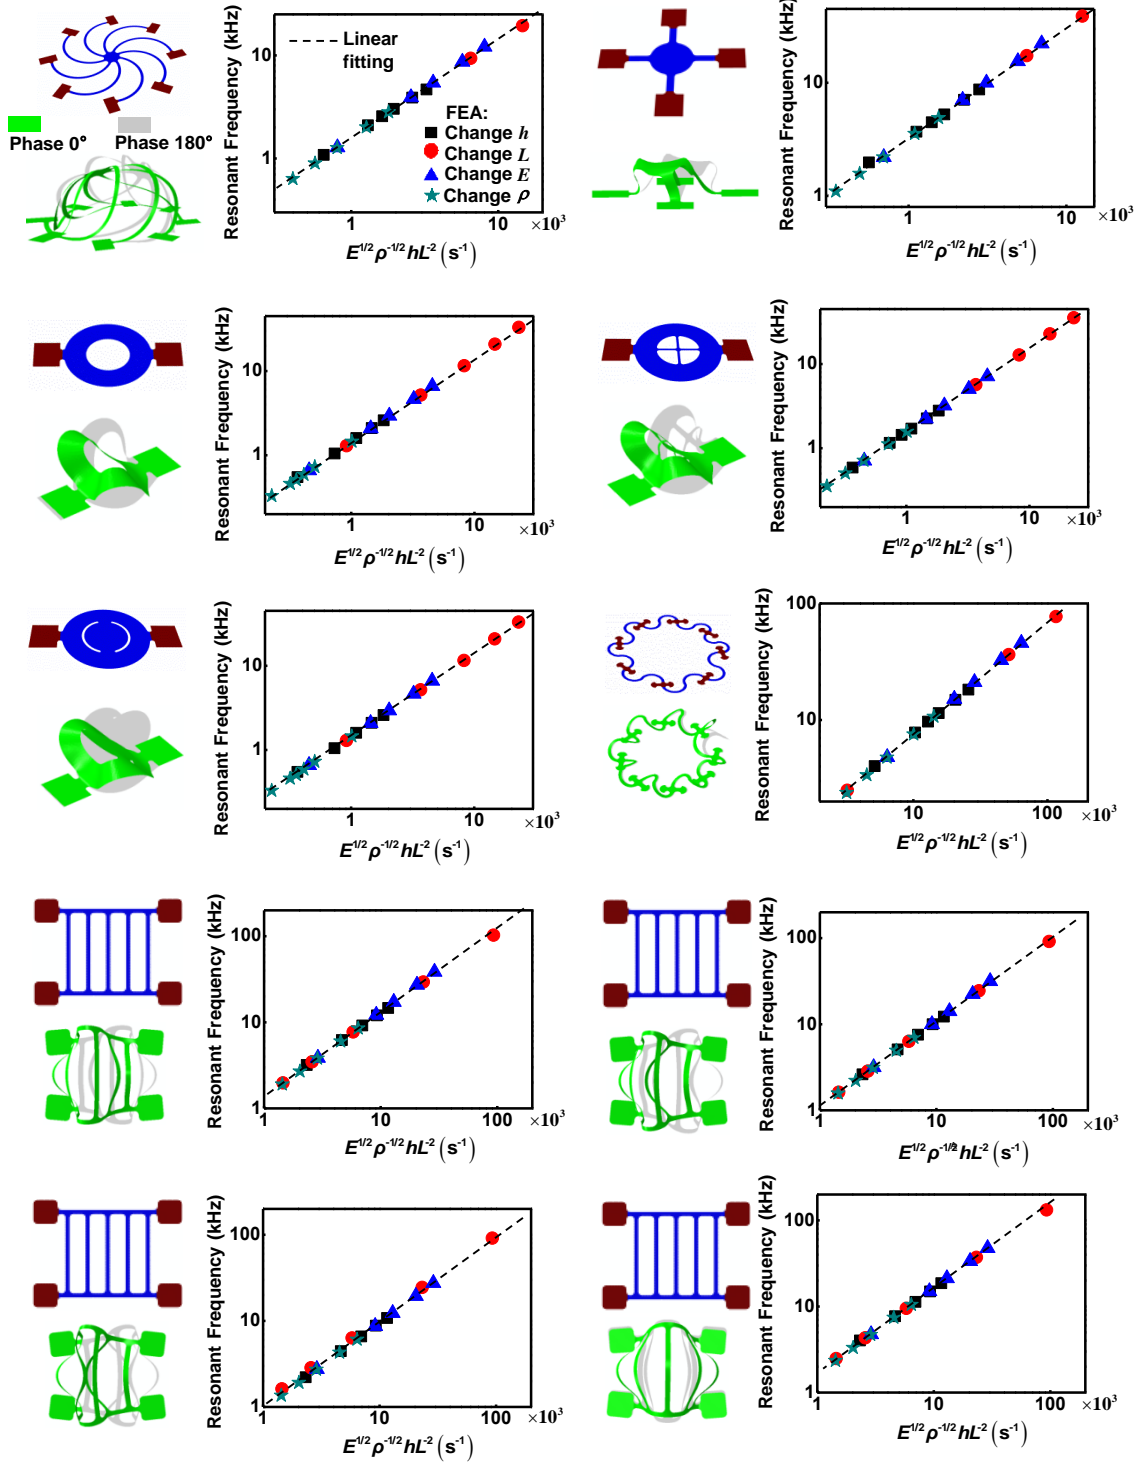 Resonant Frequency (kHz)
10
1
Linear
fitting
FEA:
Change h
Change L
Change E
Change ρ
1
10
×10³
E^1/2 ρ^-1/2 hL^-2 (s^-1)
Phase 0°
Phase 180°
Resonant Frequency (kHz)
10
1
1
10
×10³
E^1/2 ρ^-1/2 hL^-2 (s^-1)
Resonant Frequency (kHz)
10
1
1
10
×10³
E^1/2 ρ^-1/2 hL^-2 (s^-1)
Resonant Frequency (kHz)
10
1
1
10
×10³
E^1/2 ρ^-1/2 hL^-2 (s^-1)
Resonant Frequency (kHz)
10
1
1
10
×10³
E^1/2 ρ^-1/2 hL^-2 (s^-1)
Resonant Frequency (kHz)
100
10
10
100
×10³
E^1/2 ρ^-1/2 hL^-2 (s^-1)
Resonant Frequency (kHz)
100
10
1
1
10
100
×10³
E^1/2 ρ^-1/2 hL^-2 (s^-1)
Resonant Frequency (kHz)
100
10
1
1
10
100
×10³
E^1/2 ρ^-1/2 hL^-2 (s^-1)
Resonant Frequency (kHz)
100
10
1
1
10
100
×10³
E^1/2 ρ^-1/2 hL^-2 (s^-1)
Resonant Frequency (kHz)
100
10
1
1
10
100
×10³
E^1/2 ρ^-1/2 hL^-2 (s^-1)